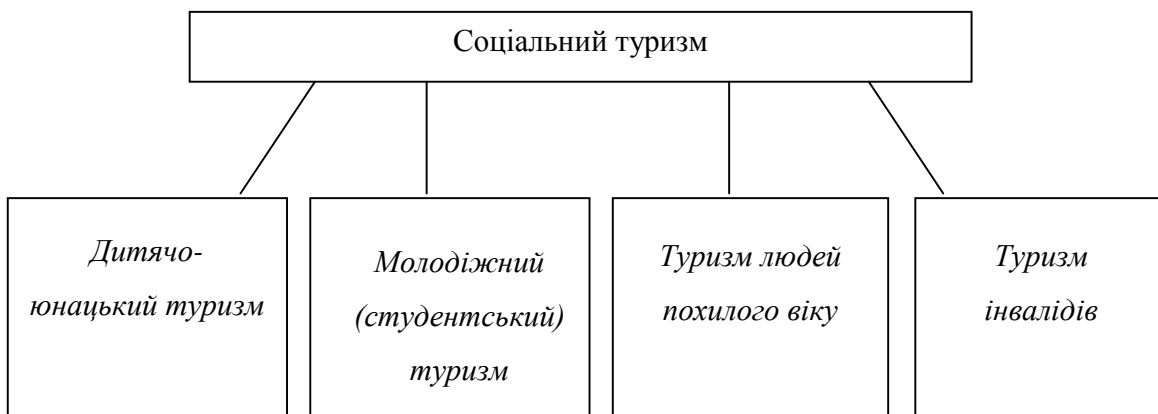 Соціальний туризм
Дитячо-
юнацький туризм
Молодіжний
(студентський)
туризм
Туризм людей
похилого віку
Туризм
інвалідів